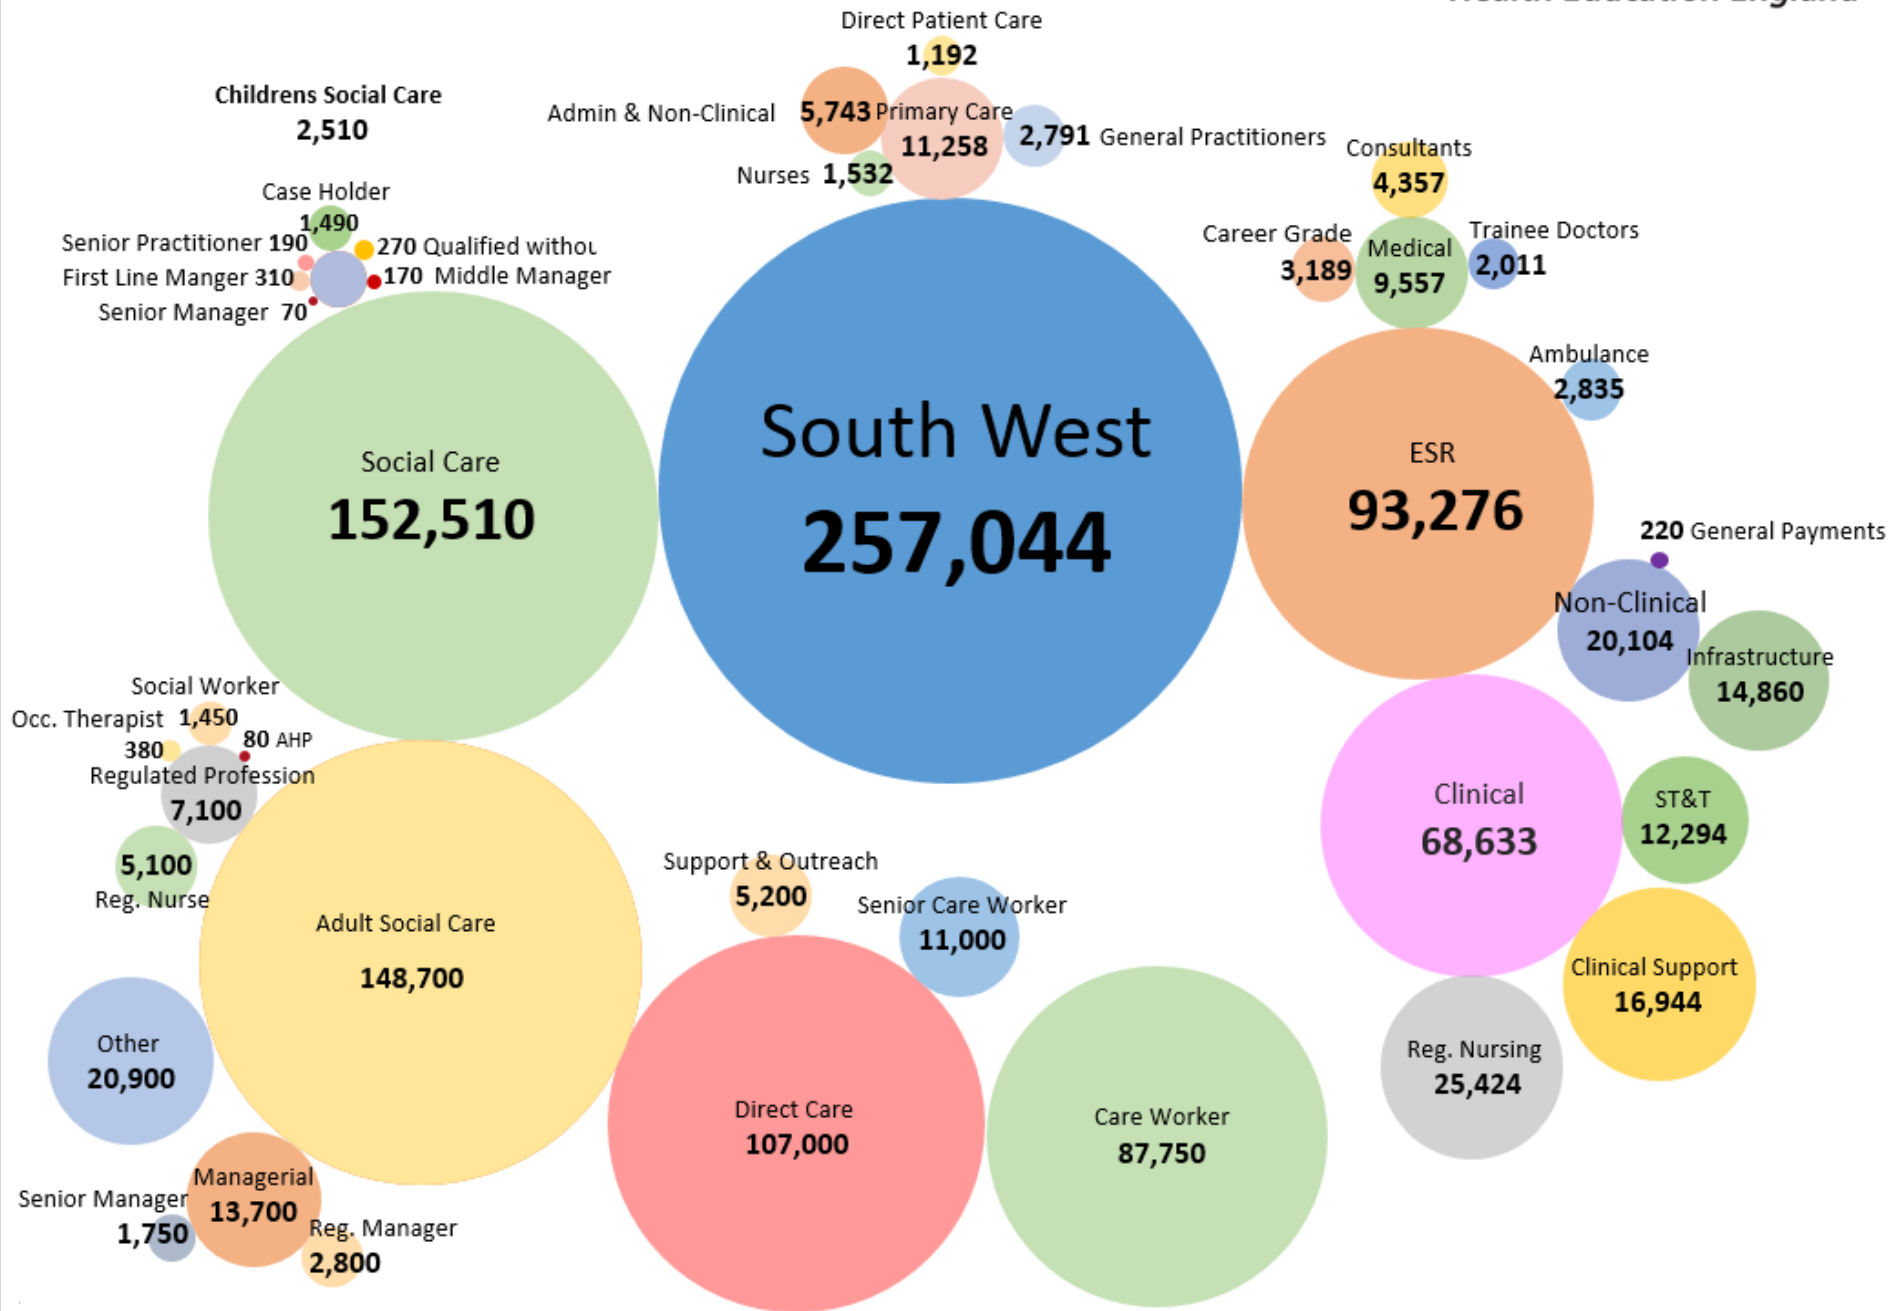 Health Education England
Direct Patient Care
1,192
Childrens Social Care
2,510
Admin & Non-Clinical 5,743
Primary Care
11,258
2,791 General Practitioners
Nurses 1,532
Consultants
4,357
Case Holder
1,490
Senior Practitioner 190
270 Qualified withou
First Line Manger 310
170 Middle Manager
Senior Manager 70
Career Grade
3,189
Medical
9,557
Trainee Doctors
2,011
Ambulance
2,835
South West
257,044
Social Care
152,510
ESR
93,276
220 General Payments
Non-Clinical
20,104
Infrastructure
14,860
Social Worker
1,450
Occ. Therapist
380
80 AHP
Regulated Profession
7,100
5,100
Reg. Nurse
Clinical
68,633
ST&T
12,294
Support & Outreach
5,200
Senior Care Worker
11,000
Adult Social Care
148,700
Clinical Support
16,944
Other
20,900
Reg. Nursing
25,424
Direct Care
107,000
Care Worker
87,750
Managerial
13,700
Senior Manager
1,750
Reg. Manager
2,800